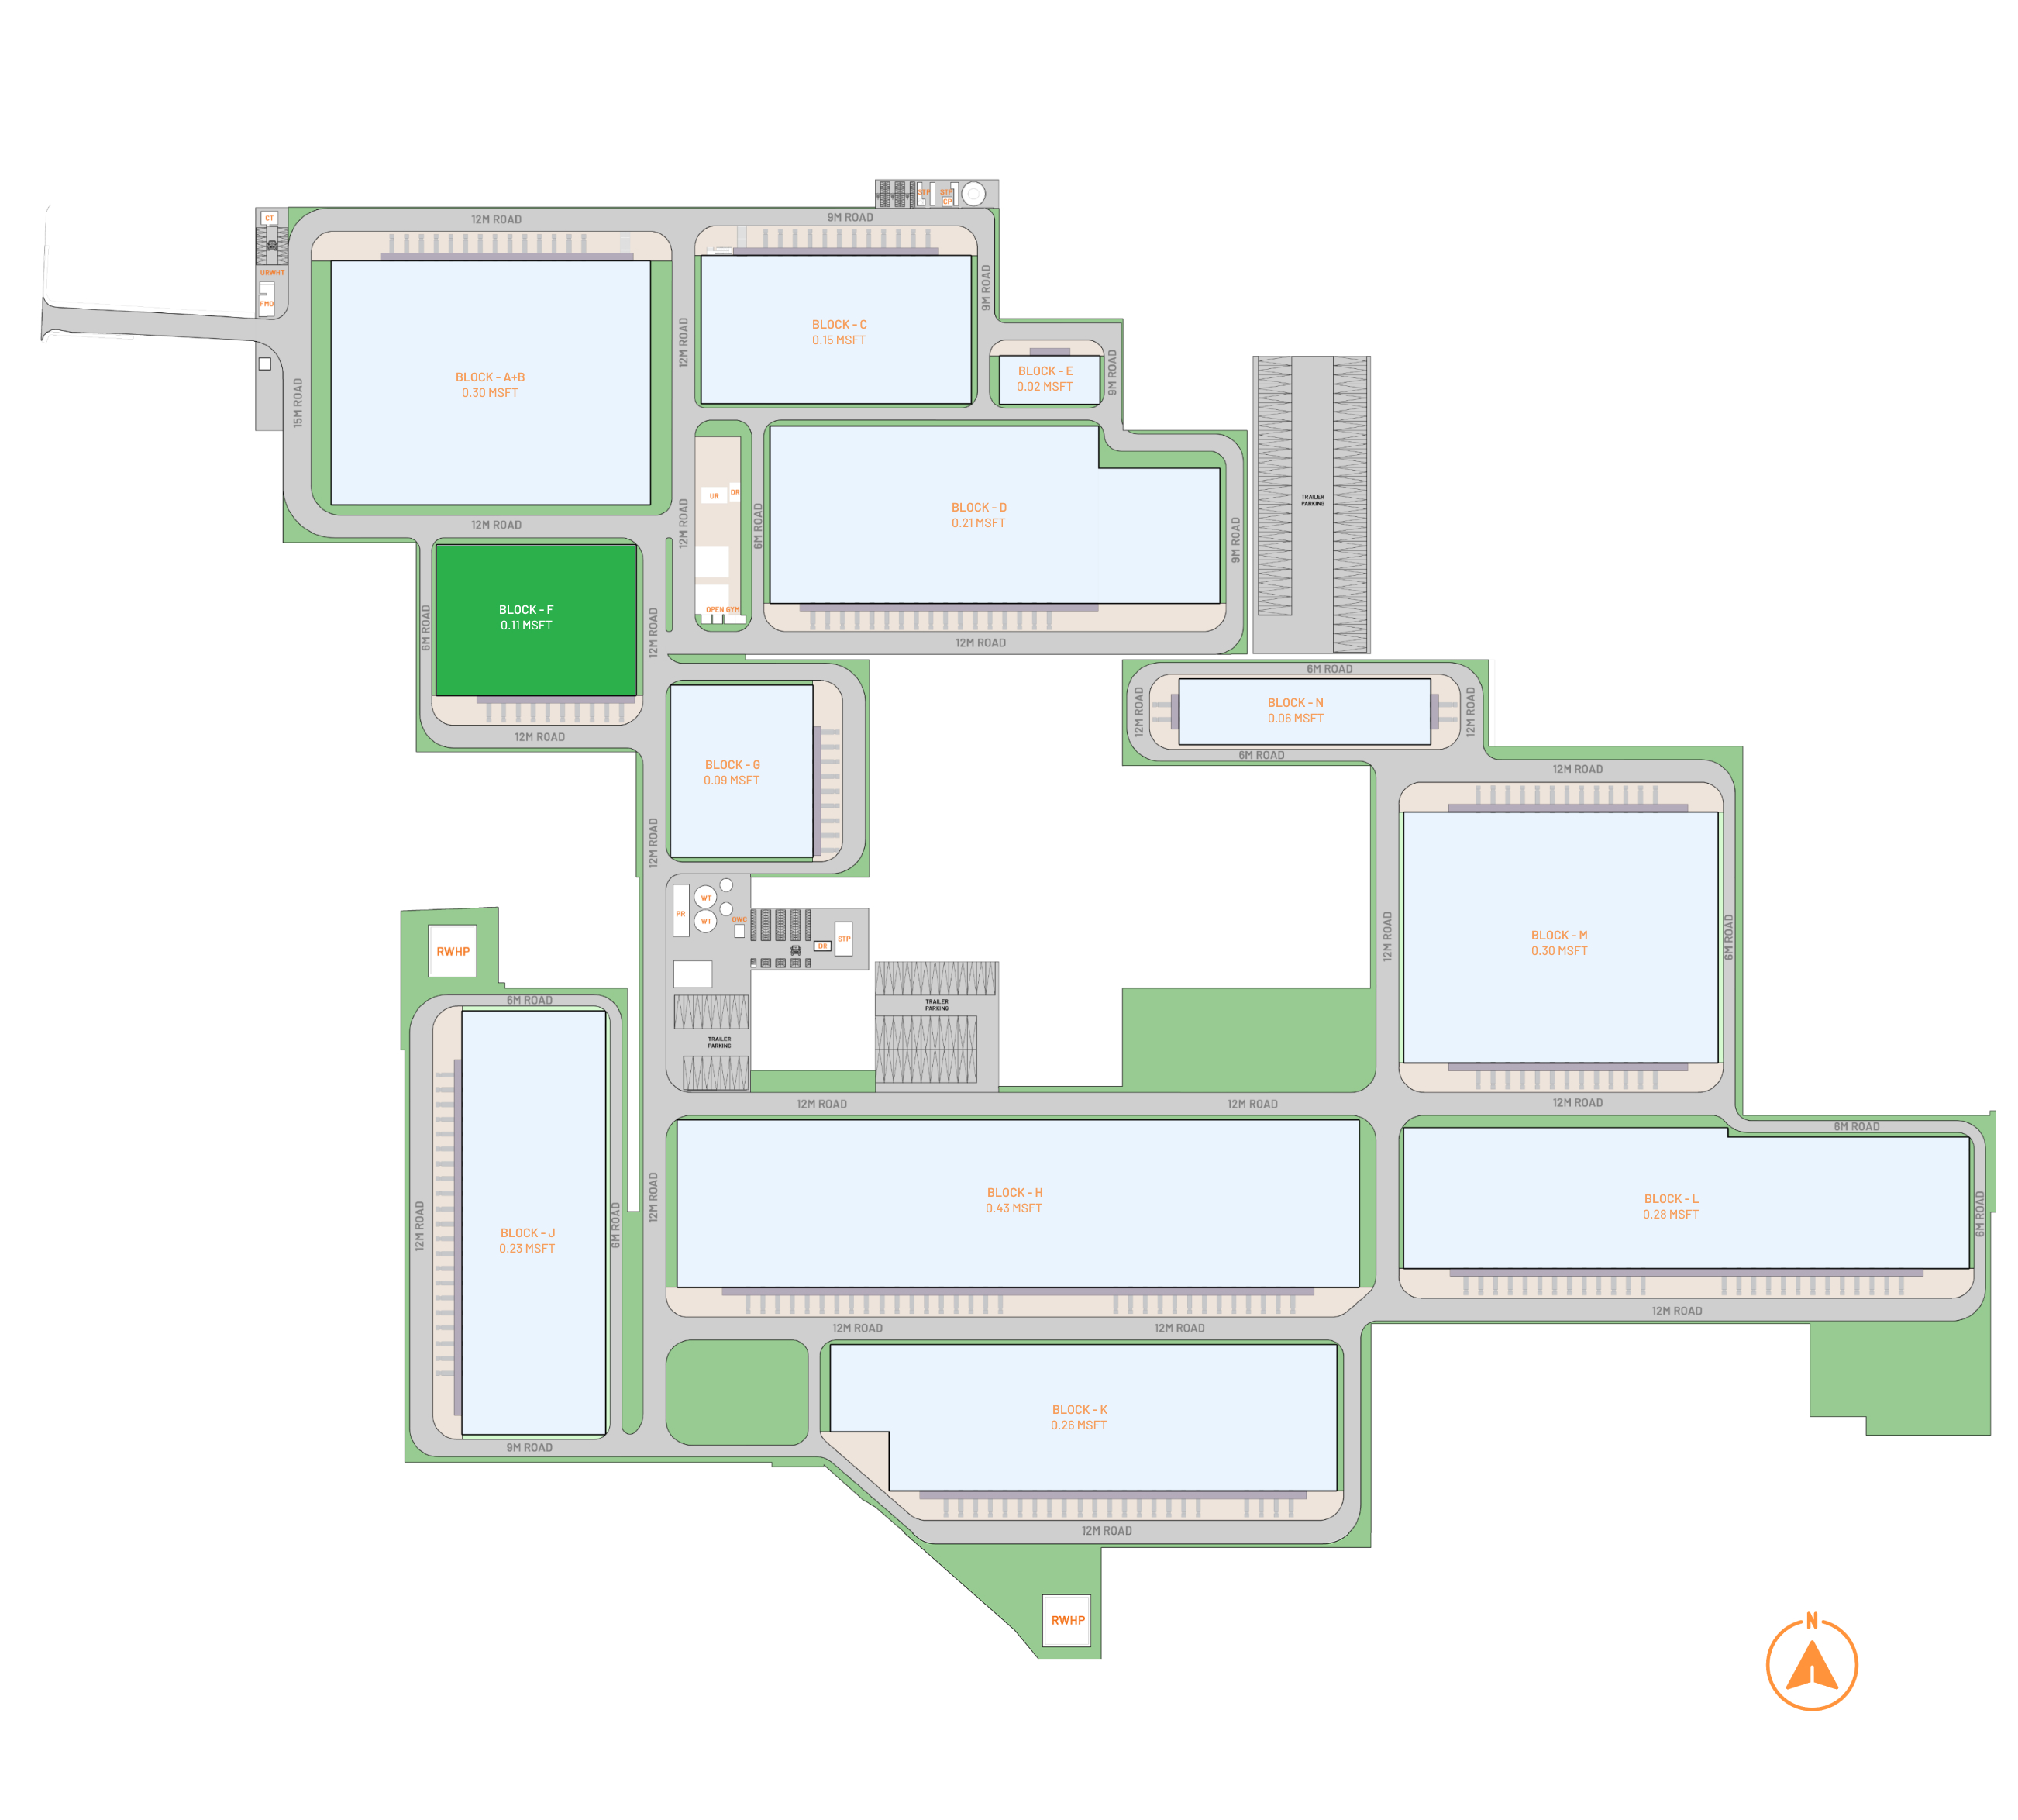 STP
STP
CP
CT
12M ROAD
9M ROAD
URWHT
FMO
9M ROAD
BLOCK - C
0.15 MSFT
12M ROAD
BLOCK - A+B
0.30 MSFT
BLOCK - E
0.02 MSFT
9M ROAD
15M ROAD
UR
DR
TRAILER
PARKING
BLOCK - D
0.21 MSFT
12M ROAD
12M ROAD
6M ROAD
9M ROAD
BLOCK - F
0.11 MSFT
OPEN GYM
6M ROAD
12M ROAD
12M ROAD
6M ROAD
12M ROAD
BLOCK - N
0.06 MSFT
12M ROAD
12M ROAD
6M ROAD
BLOCK - G
0.09 MSFT
12M ROAD
12M ROAD
WT
PR
WT
OWC
STP
DR
BLOCK - M
0.30 MSFT
12M ROAD
6M ROAD
RWHP
6M ROAD
TRAILER
PARKING
TRAILER
PARKING
12M ROAD
12M ROAD
12M ROAD
6M ROAD
BLOCK - H
0.43 MSFT
BLOCK - L
0.28 MSFT
12M ROAD
6M ROAD
BLOCK - J
0.23 MSFT
12M ROAD
6M ROAD
12M ROAD
12M ROAD
12M ROAD
BLOCK - K
0.26 MSFT
9M ROAD
12M ROAD
RWHP
N